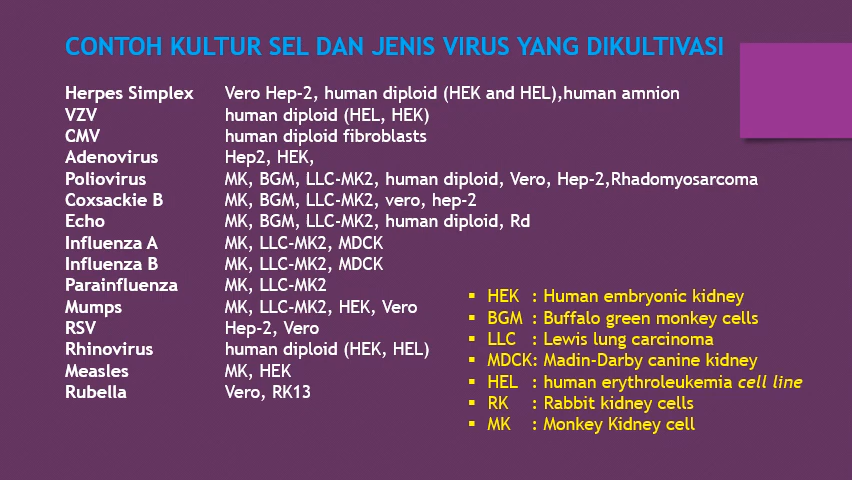 CONTOH KULTUR SEL DAN JENIS VIRUS YANG DIKULTIVASI
Herpes Simplex Vero Hep-2, human diploid (HEK and HEL),human amnion
VZV human diploid (HEL, HEK)
CMV human diploid fibroblasts
Adenovirus Hep2, HEK,
Poliovirus MK, BGM, LLC-MK2, human diploid, Vero, Hep-2,Rhadomyosarcoma
Coxsackie B MK, BGM, LLC-MK2, vero, hep-2
Echo MK, BGM, LLC-MK2, human diploid, Rd
Influenza A MK, LLC-MK2, MDCK
Influenza B MK, LLC-MK2, MDCK
Parainfluenza MK, LLC-MK2
Mumps MK, LLC-MK2, HEK, Vero
RSV Hep-2, Vero
Rhinovirus human diploid (HEK, HEL)
Measles MK, HEK
Rubella Vero, RK13
▪ HEK : Human embryonic kidney
▪ BGM : Buffalo green monkey cells
▪ LLC : Lewis lung carcinoma
▪ MDCK: Madin-Darby canine kidney
▪ HEL : human erythroleukemia cell line
▪ RK : Rabbit kidney cells
▪ MK : Monkey Kidney cell